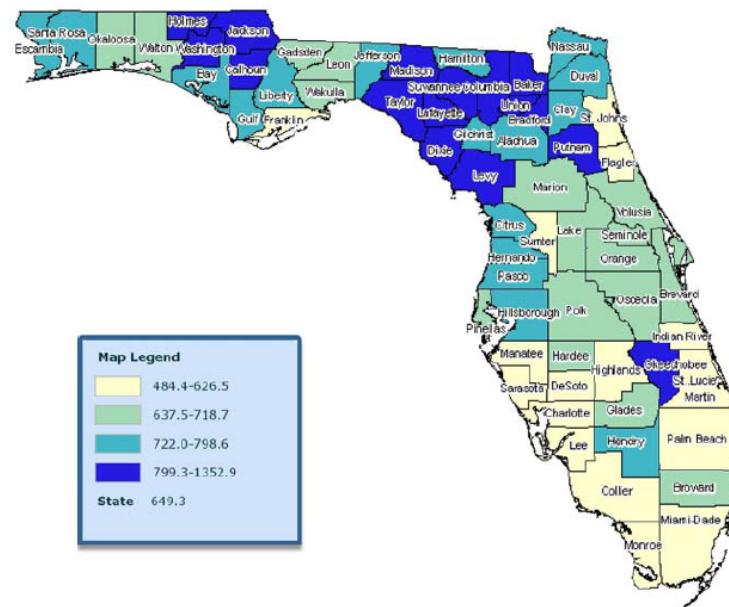 Holmes
Jackson
Santa Rosa
Okaloosa
Walton
Washington
Escambia
Gadsden
Jefferson
Hamilton
Nassau
Bay
Calhoun
Leon
Madison
Duval
Liberty
Wakulla
Suwannee
Columbia
Baker
Gulf
Franklin
Taylor
Lafayette
Union
Bradford
Clay
St. Johns
Gilchrist
Alachua
Putnam
Dixie
Flagler
Levy
Marion
Volusia
Citrus
Sumter
Lake
Seminole
Hernando
Orange
Pasco
Brevard
Osceola
Hillsborough
Polk
Pinellas
Indian River
Manatee
Hardee
Highlands
Okeechobee
St. Lucie
Sarasota
DeSoto
Martin
Charlotte
Glades
Lee
Hendry
Palm Beach
Collier
Broward
Miami-Dade
Monroe
Map Legend
484.4-626.5
637.5-718.7
722.0-798.6
799.3-1352.9
State 649.3